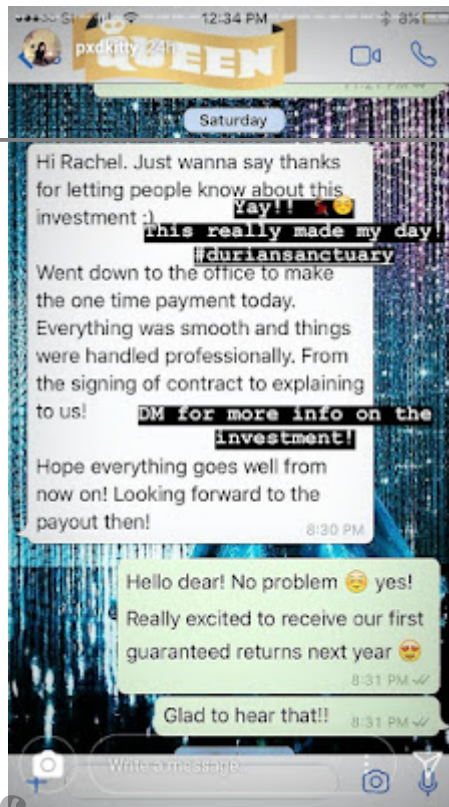 12:34 PM
8%
pxdkitty 24h
QUEEN
Saturday
Hi Rachel. Just wanna say thanks
for letting people know about this
investment :)
Yay!!
This really made my day!
#duriansanctuary
Went down to the office to make
the one time payment today.
Everything was smooth and things
were handled professionally. From
the signing of contract to explaining
to us!
DM for more info on the
investment!
Hope everything goes well from
now on! Looking forward to the
payout then!
8:30 PM
Hello dear! No problem ☺️ yes!
Really excited to receive our first
guaranteed returns next year 😍
8:31 PM
Glad to hear that!!
8:31 PM
Write a message